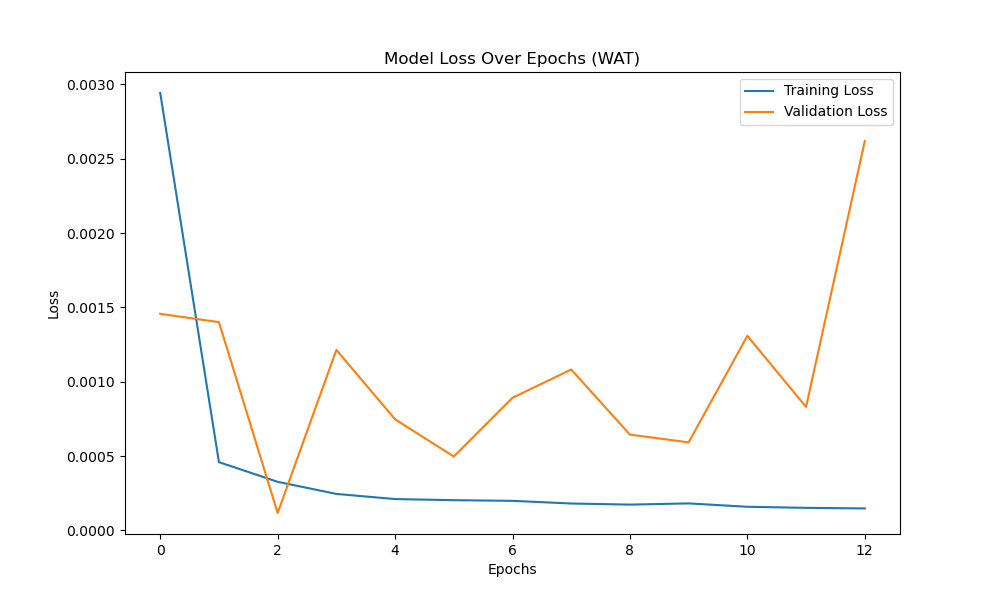 Model Loss Over Epochs (WAT)
Training Loss
Validation Loss
0.0030
0.0025
0.0020
0.0015
0.0010
0.0005
0.0000
Loss
0 2 4 6 8 10 12
Epochs